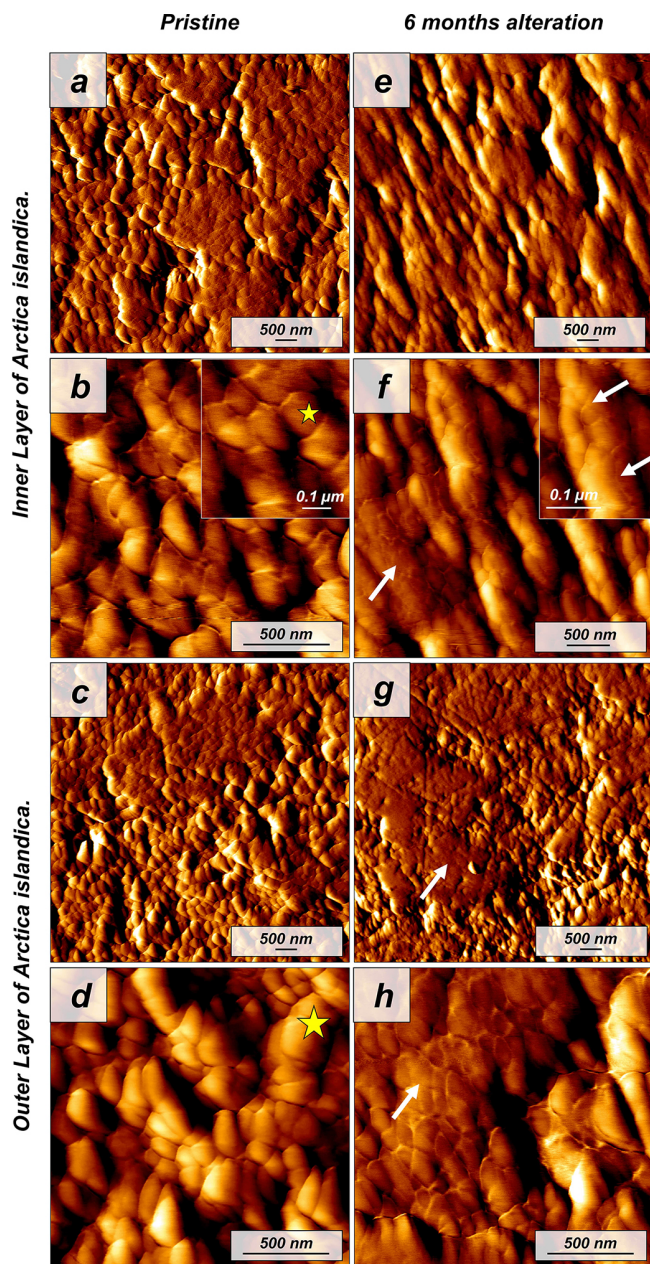 Pristine
6 months alteration
Inner Layer of Arctica islandica.
a
500 nm
e
500 nm
b
0.1 µm
500 nm
f
0.1 µm
500 nm
Outer Layer of Arctica islandica.
c
500 nm
g
500 nm
d
500 nm
h
500 nm